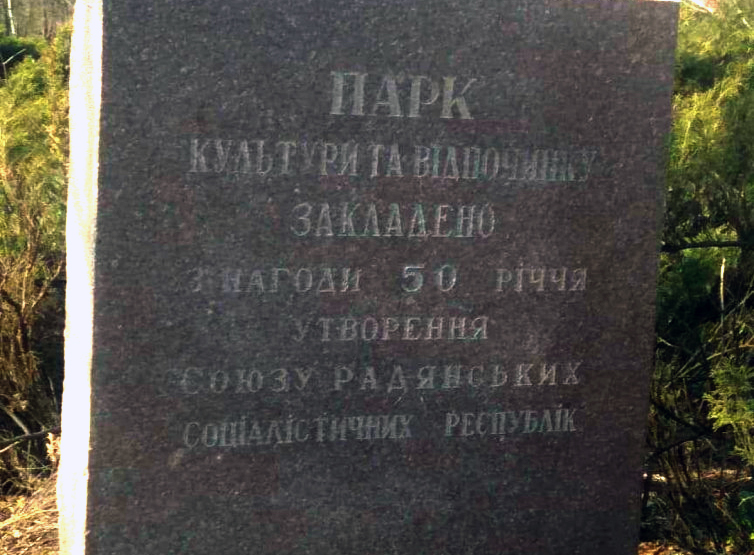 ПАРК
КУЛЬТУРИ ТА ВІДПОЧИНКУ
ЗАКЛАДЕНО
З НАГОДИ 50 РІЧЧЯ
УТВОРЕННЯ
СОЮЗУ РАДЯНСЬКИХ
СОЦІАЛІСТИЧНИХ РЕСПУБЛІК